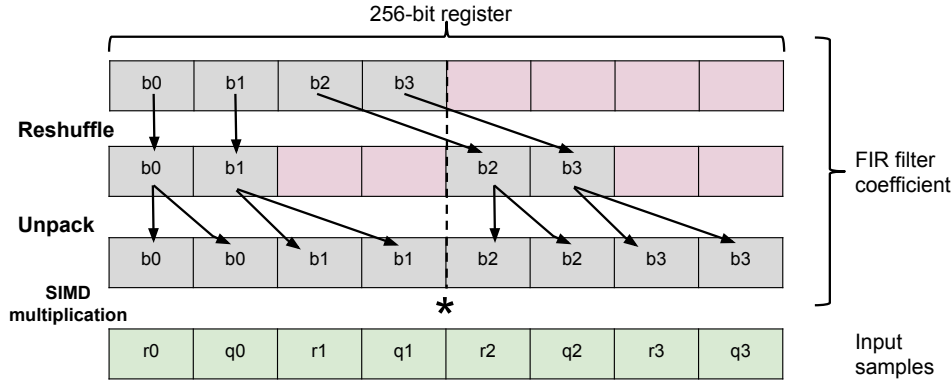 256-bit register
b0 b1 b2 b3
Reshuffle
b0 b1 b2 b3
FIR filter
coefficient
Unpack
b0 b0 b1 b1 b2 b2 b3 b3
SIMD
multiplication
*
r0 q0 r1 q1 r2 q2 r3 q3
Input
samples